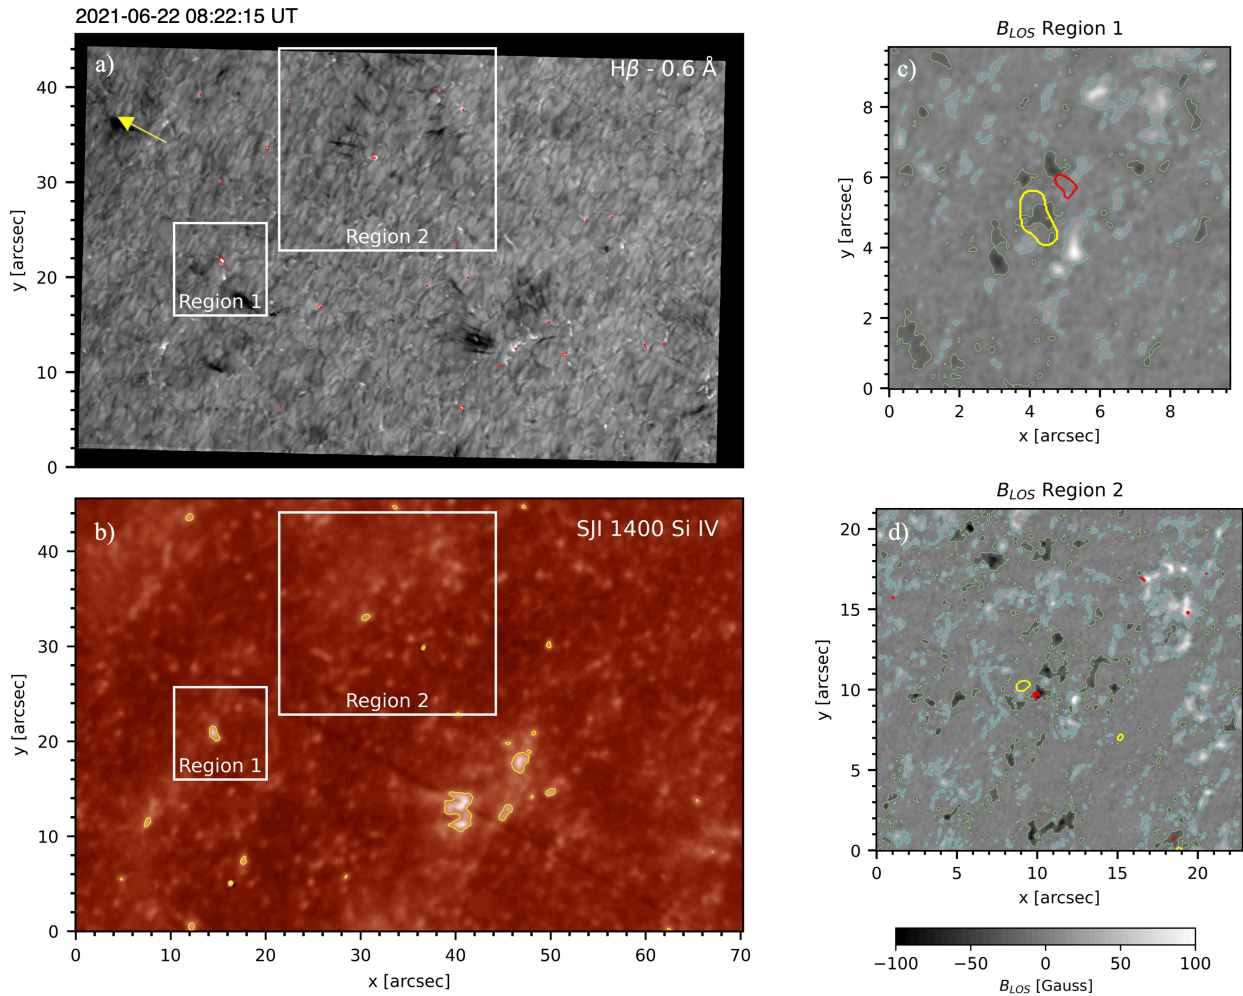 2021-06-22 08:22:15 UT
a)
Hβ - 0.6 Å
Region 2
Region 1
40
30
20
10
0
y [arcsec]
b)
SJI 1400 Si IV
Region 2
Region 1
40
30
20
10
0
y [arcsec]
0 10 20 30 40 50 60 70
x [arcsec]
B_LOS Region 1
c)
8
6
4
2
0
y [arcsec]
0 2 4 6 8
x [arcsec]
B_LOS Region 2
d)
20
15
10
5
0
y [arcsec]
0 5 10 15 20
x [arcsec]
−100 −50 0 50 100
B_LOS [Gauss]